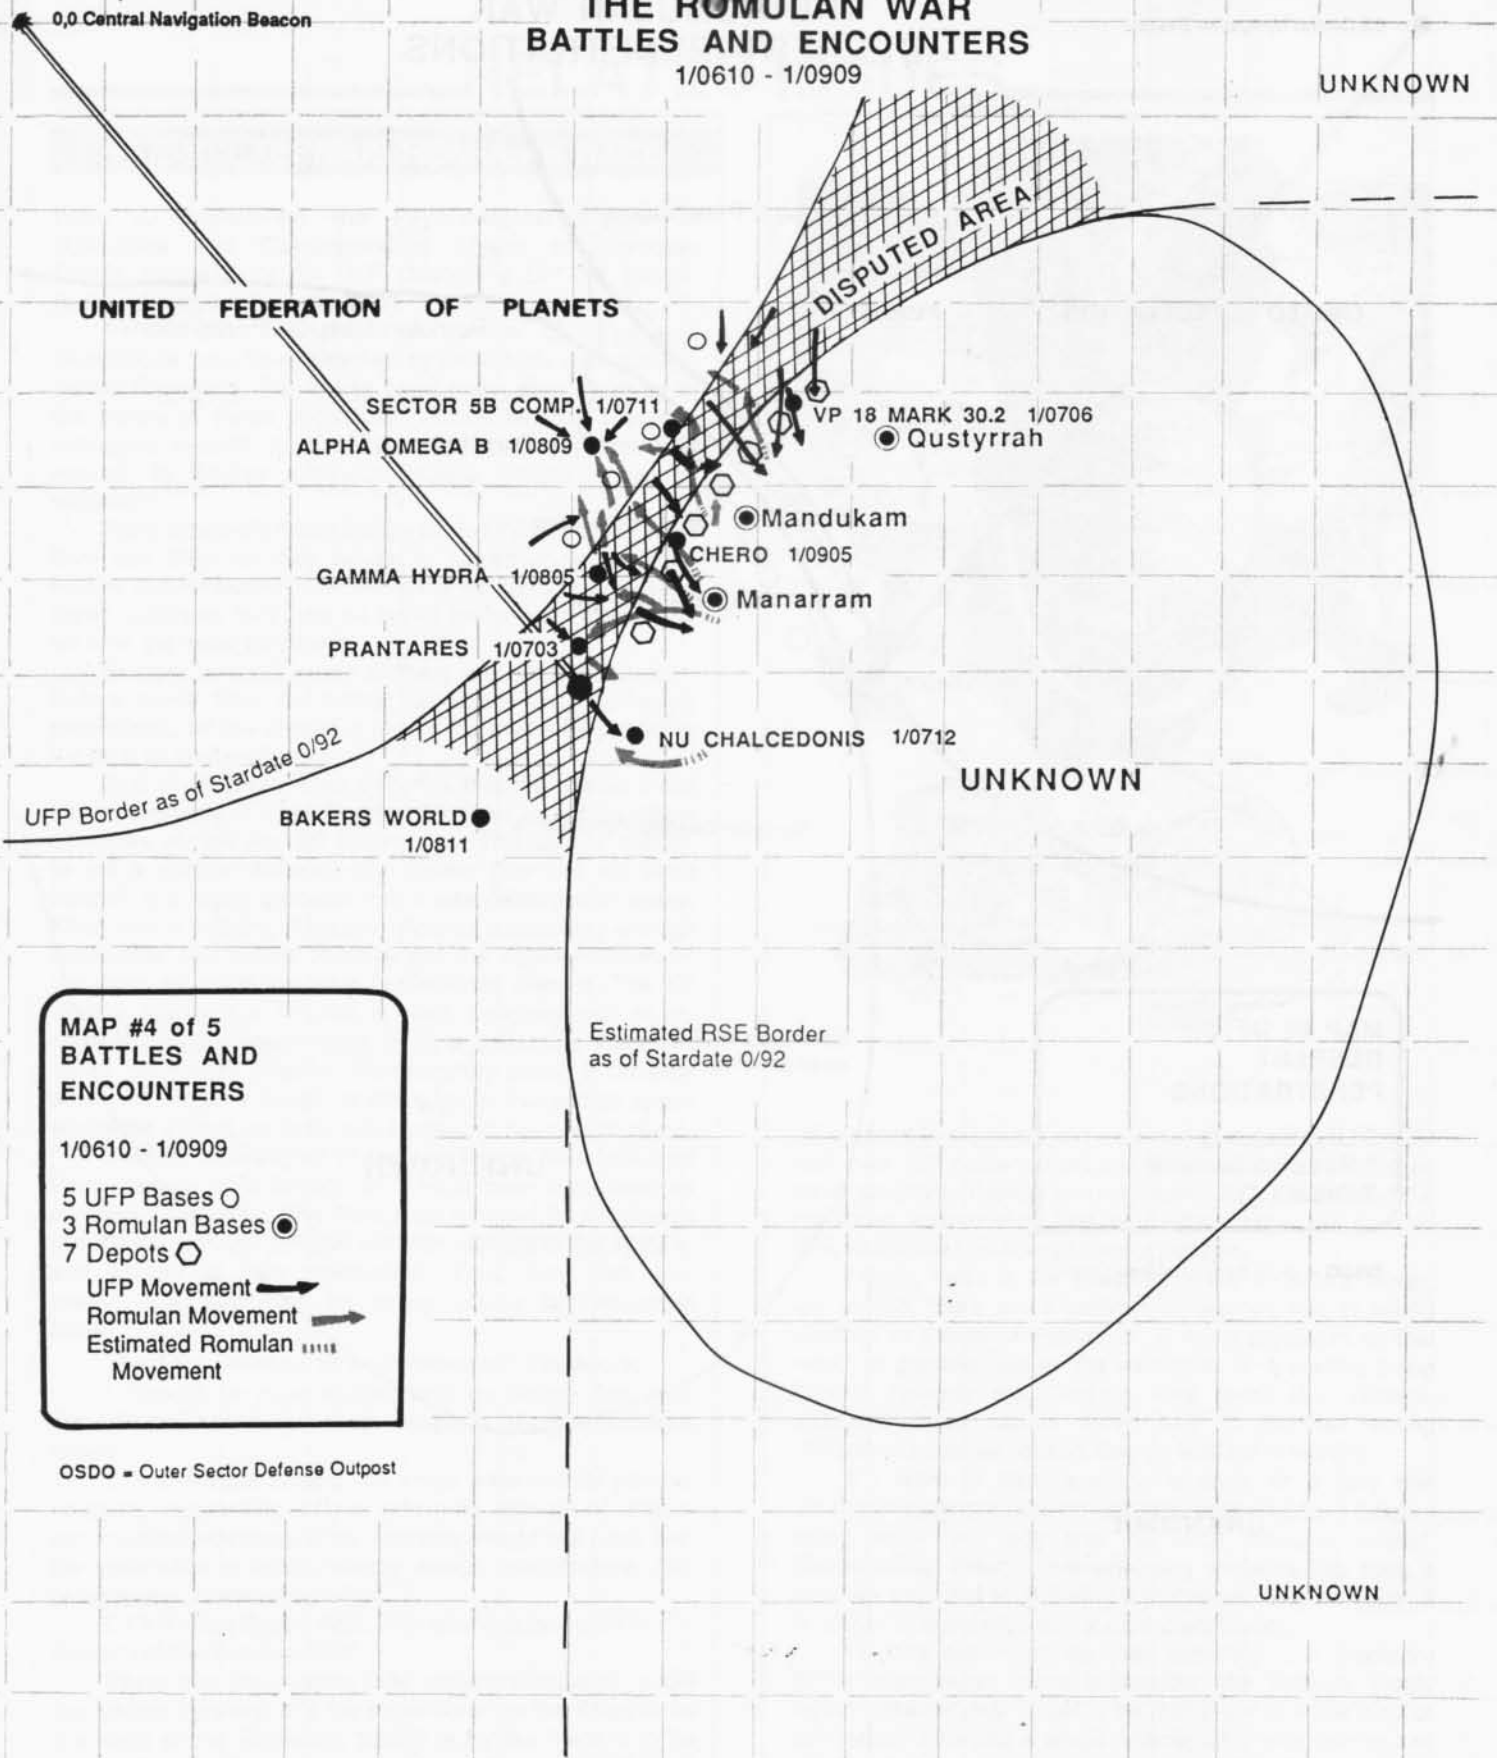 0,0 Central Navigation Beacon
THE ROMULAN WAR
BATTLES AND ENCOUNTERS
1/0610 - 1/0909
UNKNOWN
DISPUTED AREA
UNITED FEDERATION OF PLANETS
SECTOR 5B COMP. 1/0711
VP 18 MARK 30.2 1/0706
ALPHA OMEGA B 1/0809
Qustyrrah
Mandukam
CHERO 1/0905
GAMMA HYDRA 1/0805
Manarram
PRANTARES 1/0703
NU CHALCEDONIS 1/0712
UFP Border as of Stardate 0/92
UNKNOWN
BAKERS WORLD
1/0811
Estimated RSE Border
as of Stardate 0/92
MAP #4 of 5
BATTLES AND
ENCOUNTERS
1/0610 - 1/0909
5 UFP Bases
3 Romulan Bases
7 Depots
UFP Movement
Romulan Movement
Estimated Romulan
Movement
OSDO = Outer Sector Defense Outpost
UNKNOWN